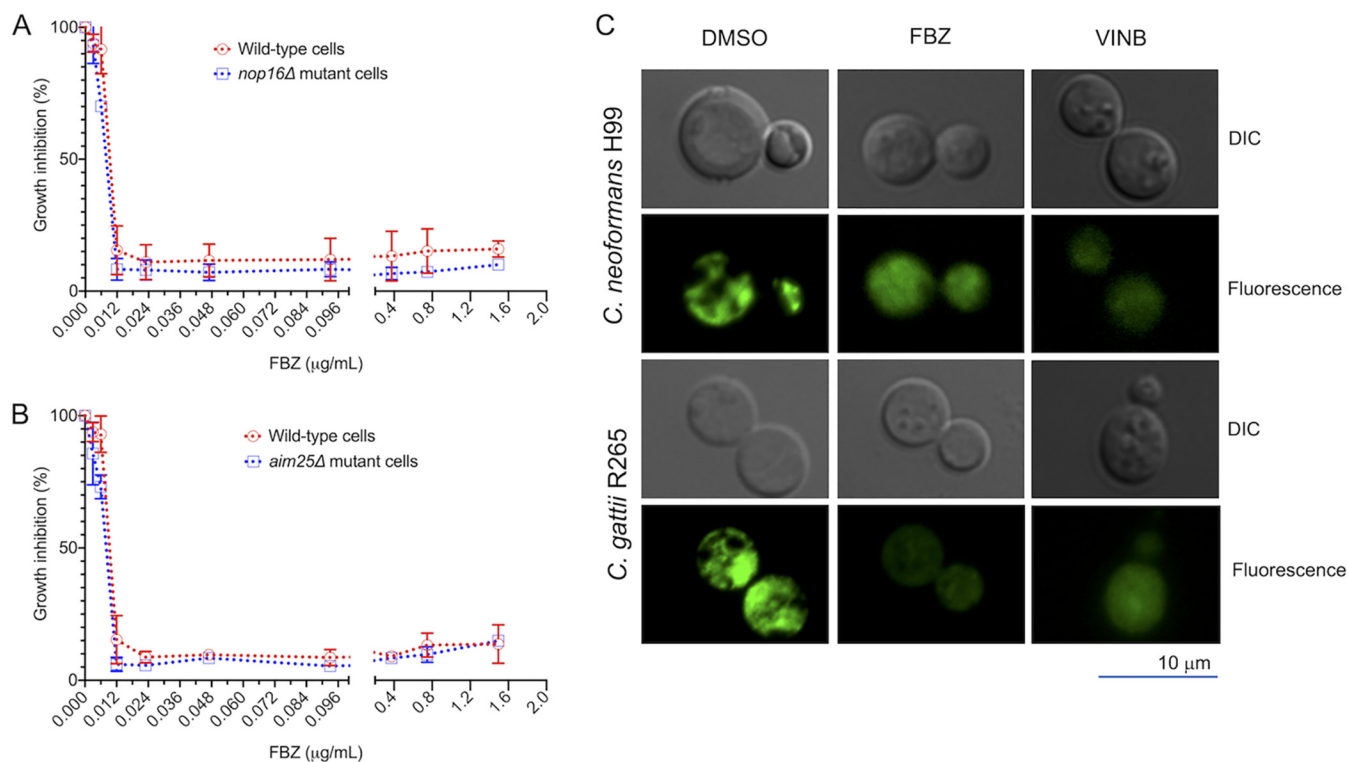 A
Growth inhibition (%)
100
50
0
Wild-type cells
nop16Δ mutant cells
0.000 0.012 0.024 0.036 0.048 0.060 0.072 0.084 0.096 0.4 0.8 1.2 1.6 2.0
FBZ (μg/mL)
B
Growth inhibition (%)
100
50
0
Wild-type cells
aim25Δ mutant cells
0.000 0.012 0.024 0.036 0.048 0.060 0.072 0.084 0.096 0.4 0.8 1.2 1.6 2.0
FBZ (μg/mL)
C
DMSO FBZ VINB
C. neoformans H99
DIC
Fluorescence
C. gattii R265
DIC
Fluorescence
10 μm